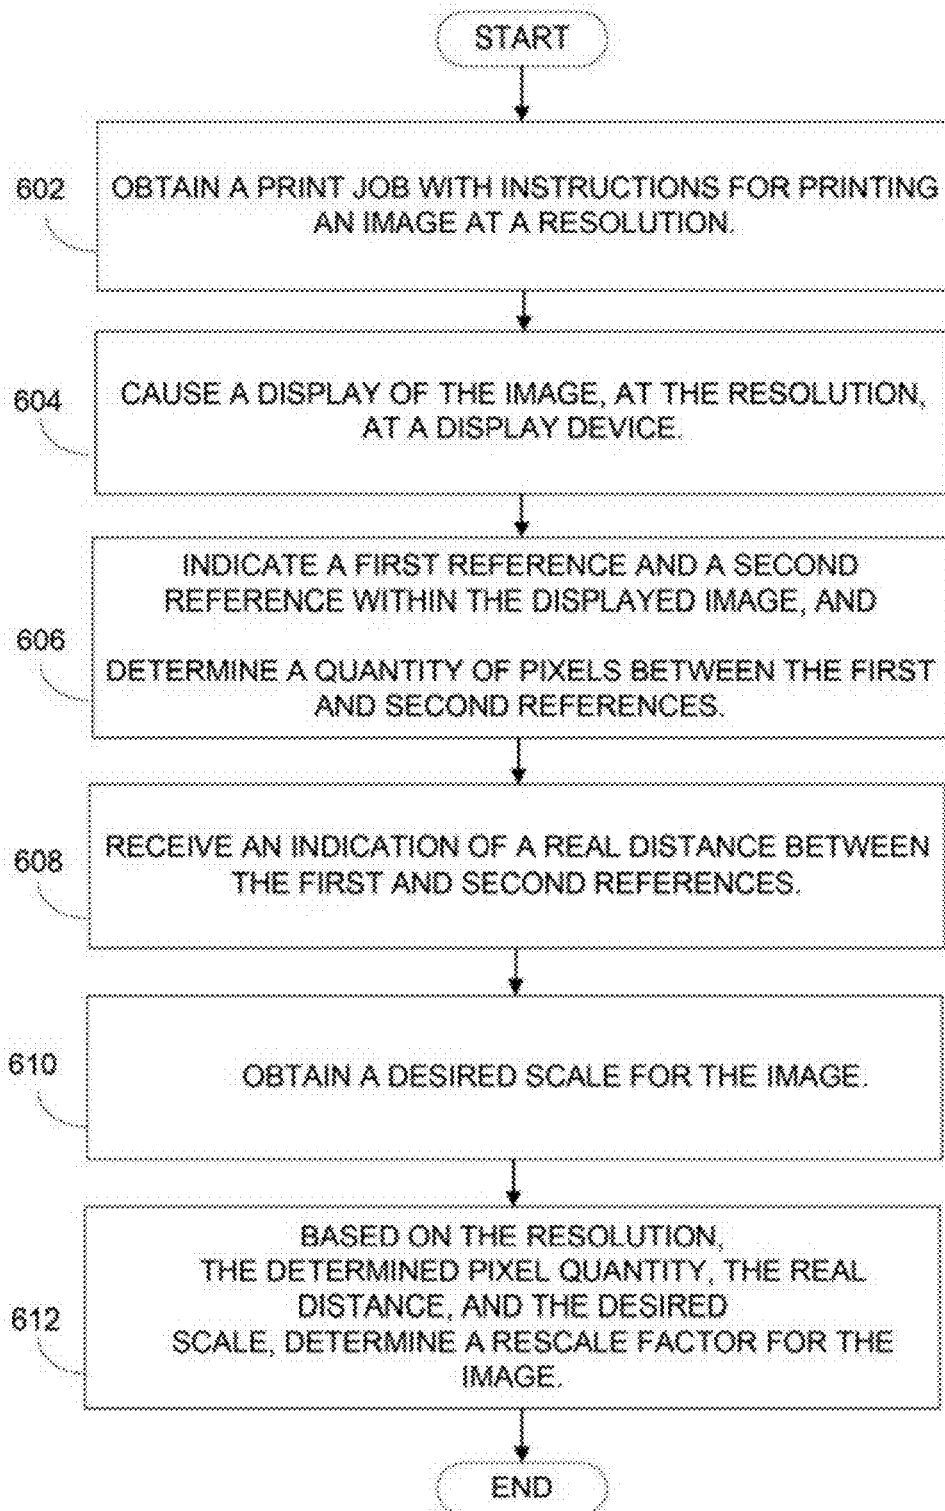 START
602
OBTAIN A PRINT JOB WITH INSTRUCTIONS FOR PRINTING
AN IMAGE AT A RESOLUTION.
604
CAUSE A DISPLAY OF THE IMAGE, AT THE RESOLUTION,
AT A DISPLAY DEVICE.
606
INDICATE A FIRST REFERENCE AND A SECOND
REFERENCE WITHIN THE DISPLAYED IMAGE, AND
DETERMINE A QUANTITY OF PIXELS BETWEEN THE FIRST
AND SECOND REFERENCES.
608
RECEIVE AN INDICATION OF A REAL DISTANCE BETWEEN
THE FIRST AND SECOND REFERENCES.
610
OBTAIN A DESIRED SCALE FOR THE IMAGE.
612
BASED ON THE RESOLUTION,
THE DETERMINED PIXEL QUANTITY, THE REAL
DISTANCE, AND THE DESIRED
SCALE, DETERMINE A RESCALE FACTOR FOR THE
IMAGE.
END